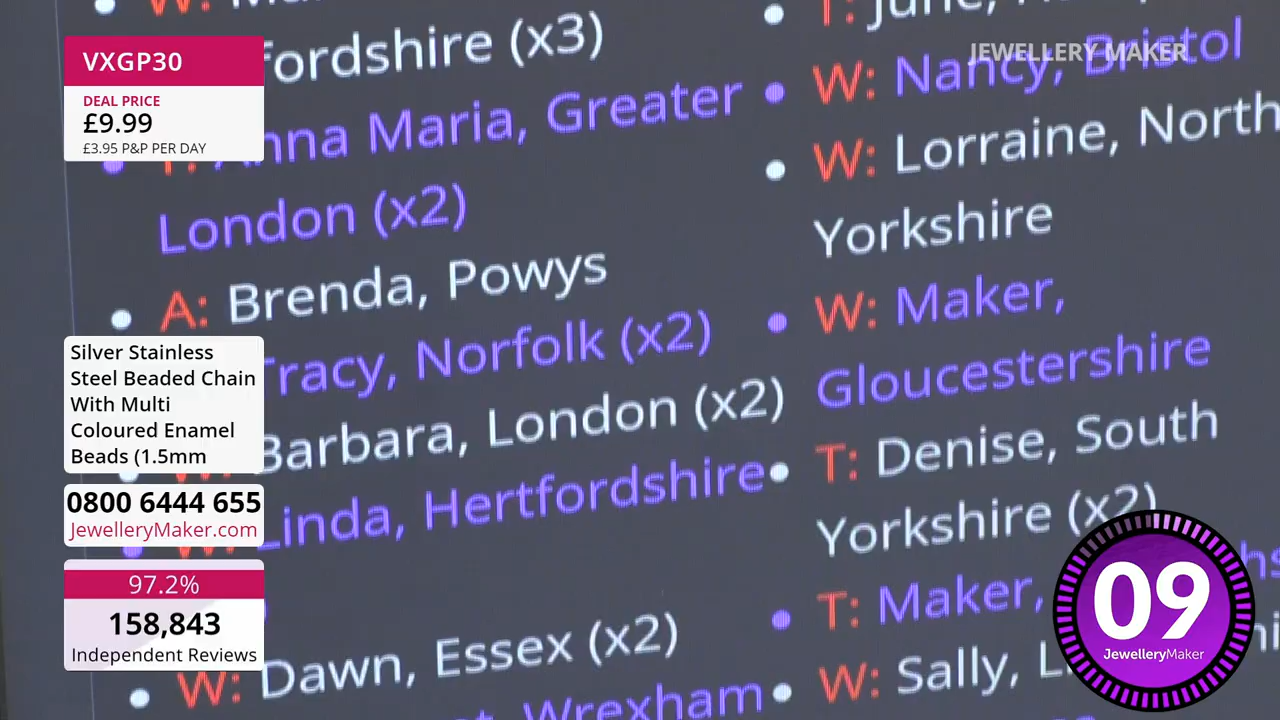 VXGP30
DEAL PRICE
£9.99
£3.95 P&P PER DAY
Silver Stainless
Steel Beaded Chain
With Multi
Coloured Enamel
Beads (1.5mm
0800 6444 655
JewelleryMaker.com
97.2%
158,843
Independent Reviews
W:
fordshire (x3)
T: Anna Maria, Greater
London (x2)
A: Brenda, Powys
Tracy, Norfolk (x2)
Barbara, London (x2)
W: Linda, Hertfordshire
Dawn, Essex (x2)
W:
Wrexham
JEWELLERY MAKER
T: June,
W: Nancy, Bristol
W: Lorraine, North
Yorkshire
W: Maker,
Gloucestershire
T: Denise, South
Yorkshire (x2)
T: Maker,
W: Sally,
09
JewelleryMaker